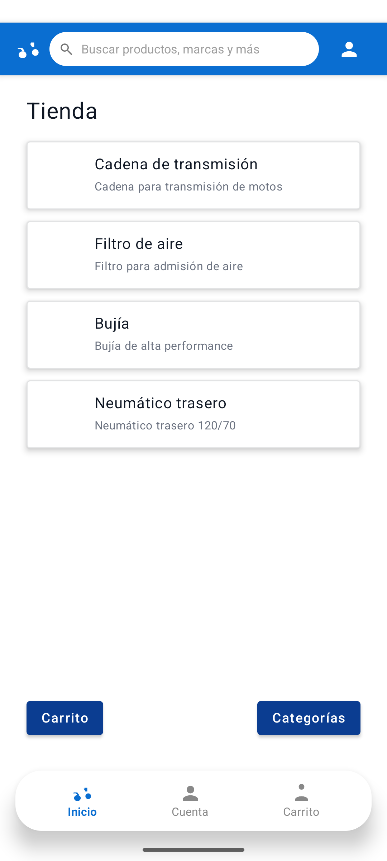 Buscar productos, marcas y más
Tienda
Cadena de transmisión
Cadena para transmisión de motos
Filtro de aire
Filtro para admisión de aire
Bujía
Bujía de alta performance
Neumático trasero
Neumático trasero 120/70
Carrito
Categorías
Inicio
Cuenta
Carrito